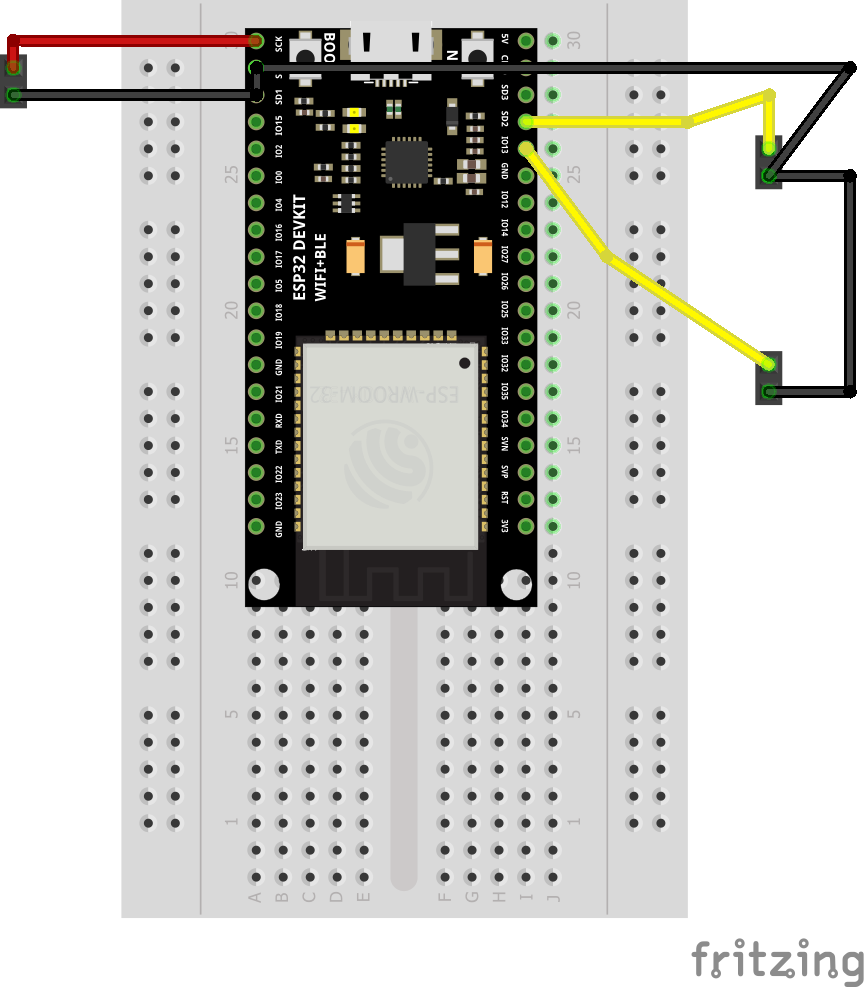 30
30
25
25
20
20
15
15
10
10
5
5
1
1
A B C D E F G H I J
SCK
SD1
IO15
IO2
IO0
IO4
IO16
IO17
IO5
IO18
IO19
GND
IO21
RXD
TXD
IO22
IO23
GND
BOO
N
5V
SD3
SD2
IO13
GND
IO12
IO14
IO27
IO26
IO25
IO33
IO32
IO35
IO34
SVN
SVP
RST
3V3
ESP32 DEVKIT
WIFI+BLE
ESP-WROOM-32
fritzing